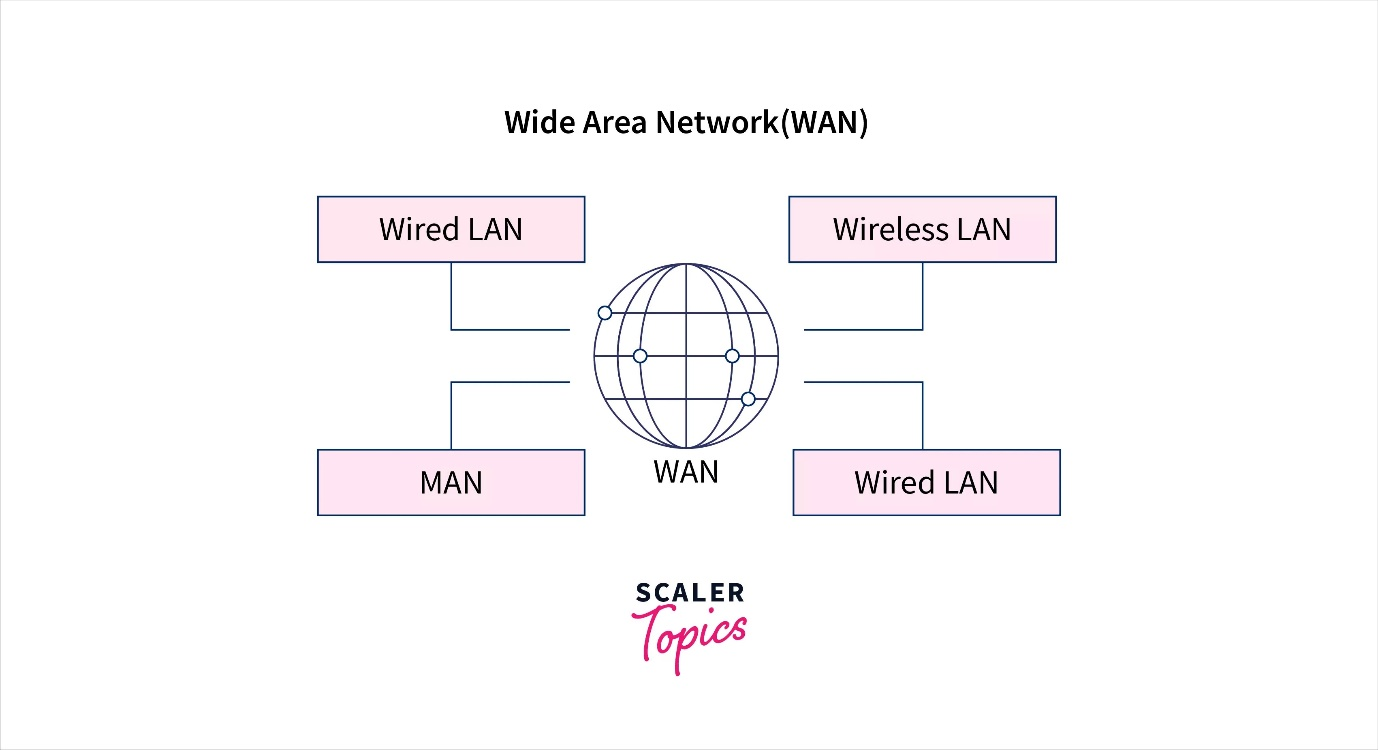 Wide Area Network(WAN)
Wired LAN
Wireless LAN
WAN
MAN
Wired LAN
SCALER
Topics